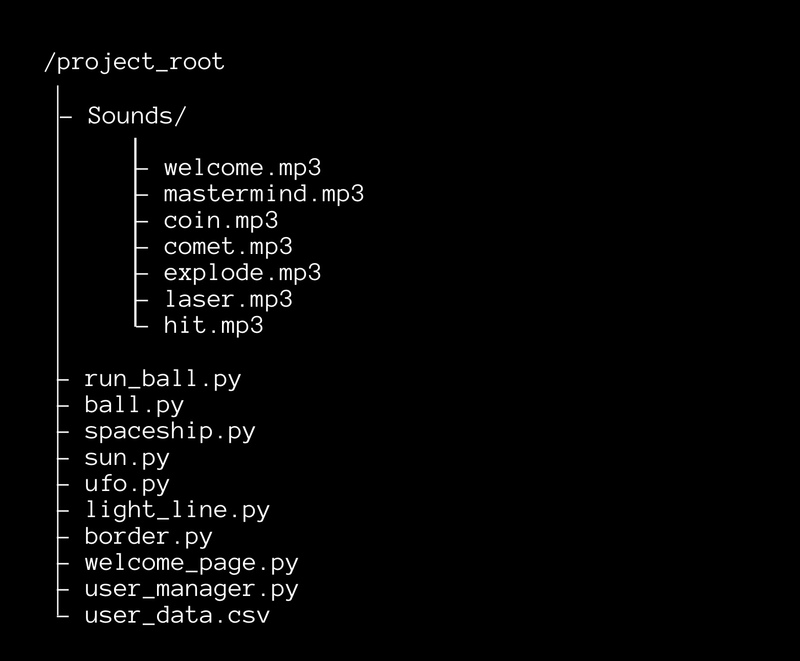 /project_root
Sounds/
welcome.mp3
mastermind.mp3
coin.mp3
comet.mp3
explode.mp3
laser.mp3
hit.mp3
run_ball.py
ball.py
spaceship.py
sun.py
ufo.py
light_line.py
border.py
welcome_page.py
user_manager.py
user_data.csv